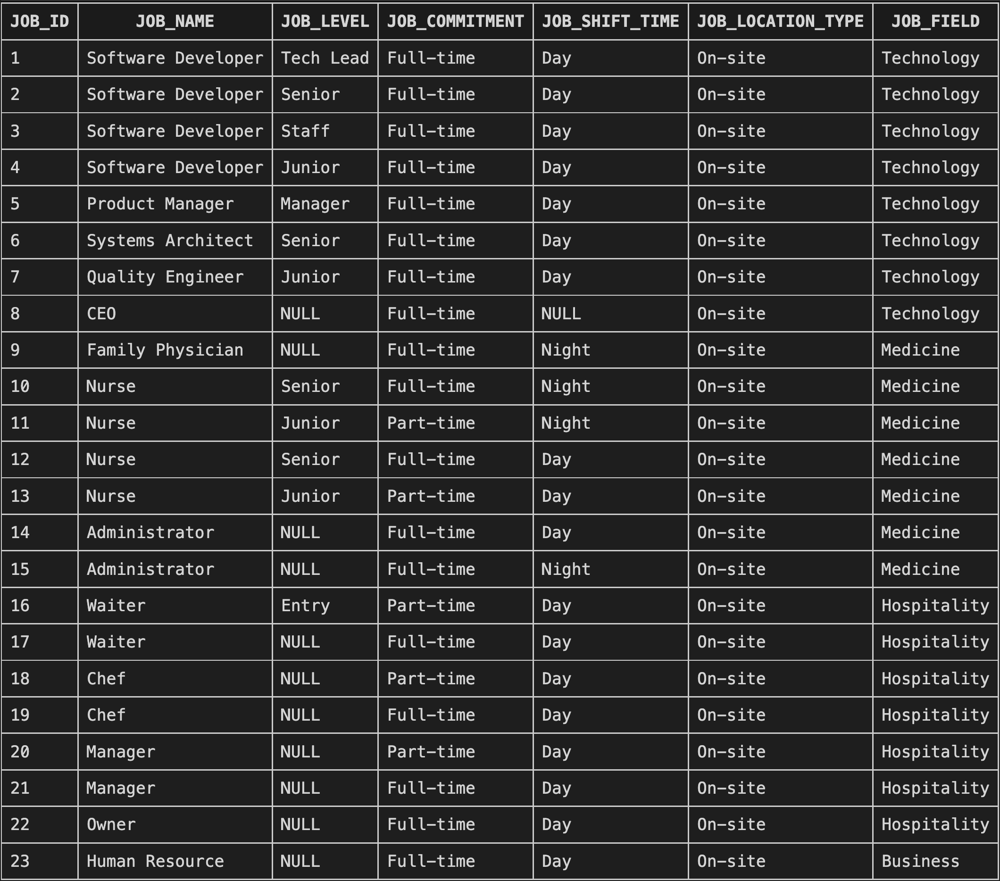 JOB_ID JOB_NAME JOB_LEVEL JOB_COMMITMENT JOB_SHIFT_TIME JOB_LOCATION_TYPE JOB_FIELD
1 Software Developer Tech Lead Full-time Day On-site Technology
2 Software Developer Senior Full-time Day On-site Technology
3 Software Developer Staff Full-time Day On-site Technology
4 Software Developer Junior Full-time Day On-site Technology
5 Product Manager Manager Full-time Day On-site Technology
6 Systems Architect Senior Full-time Day On-site Technology
7 Quality Engineer Junior Full-time Day On-site Technology
8 CEO NULL Full-time NULL On-site Technology
9 Family Physician NULL Full-time Night On-site Medicine
10 Nurse Senior Full-time Night On-site Medicine
11 Nurse Junior Part-time Night On-site Medicine
12 Nurse Senior Full-time Day On-site Medicine
13 Nurse Junior Part-time Day On-site Medicine
14 Administrator NULL Full-time Day On-site Medicine
15 Administrator NULL Full-time Night On-site Medicine
16 Waiter Entry Part-time Day On-site Hospitality
17 Waiter NULL Full-time Day On-site Hospitality
18 Chef NULL Part-time Day On-site Hospitality
19 Chef NULL Full-time Day On-site Hospitality
20 Manager NULL Part-time Day On-site Hospitality
21 Manager NULL Full-time Day On-site Hospitality
22 Owner NULL Full-time Day On-site Hospitality
23 Human Resource NULL Full-time Day On-site Business